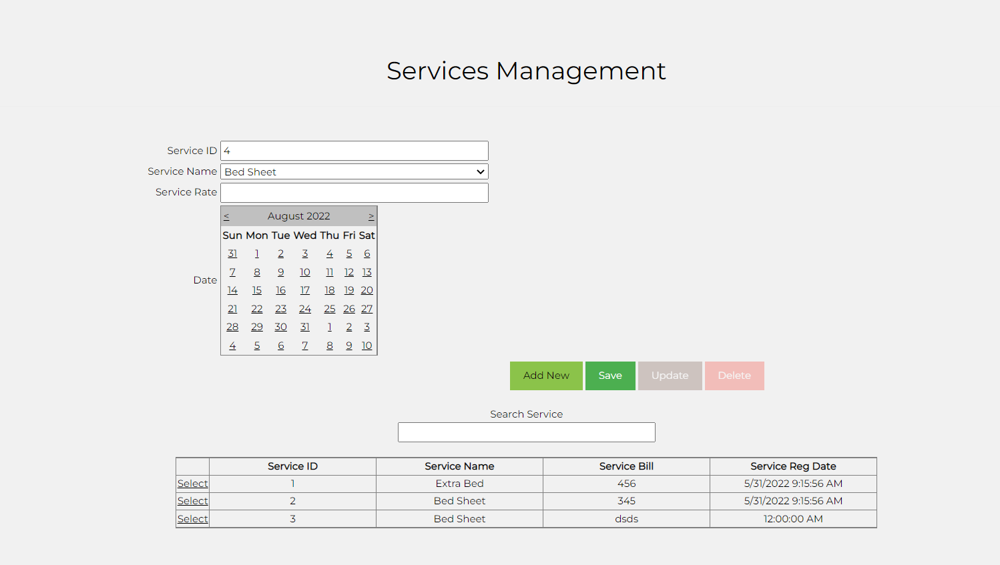 Services Management
Service ID 4
Service Name Bed Sheet
Service Rate
Date
< August 2022 >
Sun Mon Tue Wed Thu Fri Sat
31 1 2 3 4 5 6
7 8 9 10 11 12 13
14 15 16 17 18 19 20
21 22 23 24 25 26 27
28 29 30 31 1 2 3
4 5 6 7 8 9 10
Add New Save Update Delete
Search Service
Service ID Service Name Service Bill Service Reg Date
Select 1 Extra Bed 456 5/31/2022 9:15:56 AM
Select 2 Bed Sheet 345 5/31/2022 9:15:56 AM
Select 3 Bed Sheet dsds 12:00:00 AM